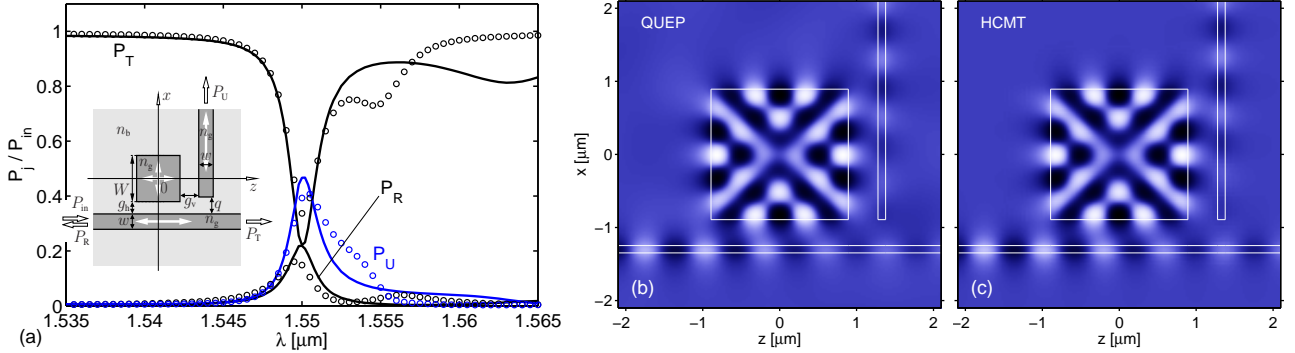 1
0.8
0.6
0.4
0.2
0
P_j / P_in
1.535 1.54 1.545 1.55 1.555 1.56 1.565
λ [µm]
(a)
P_T
P_R
P_U
x
P_U
n_b
n_g
n_g
w
W
0
z
g_h
g_v
q
P_in
w
n_g
P_R
P_T
QUEP
2
1
0
-1
-2
x [µm]
(b)
−2 −1 0 1 2
z [µm]
HCMT
(c)
−2 −1 0 1 2
z [µm]